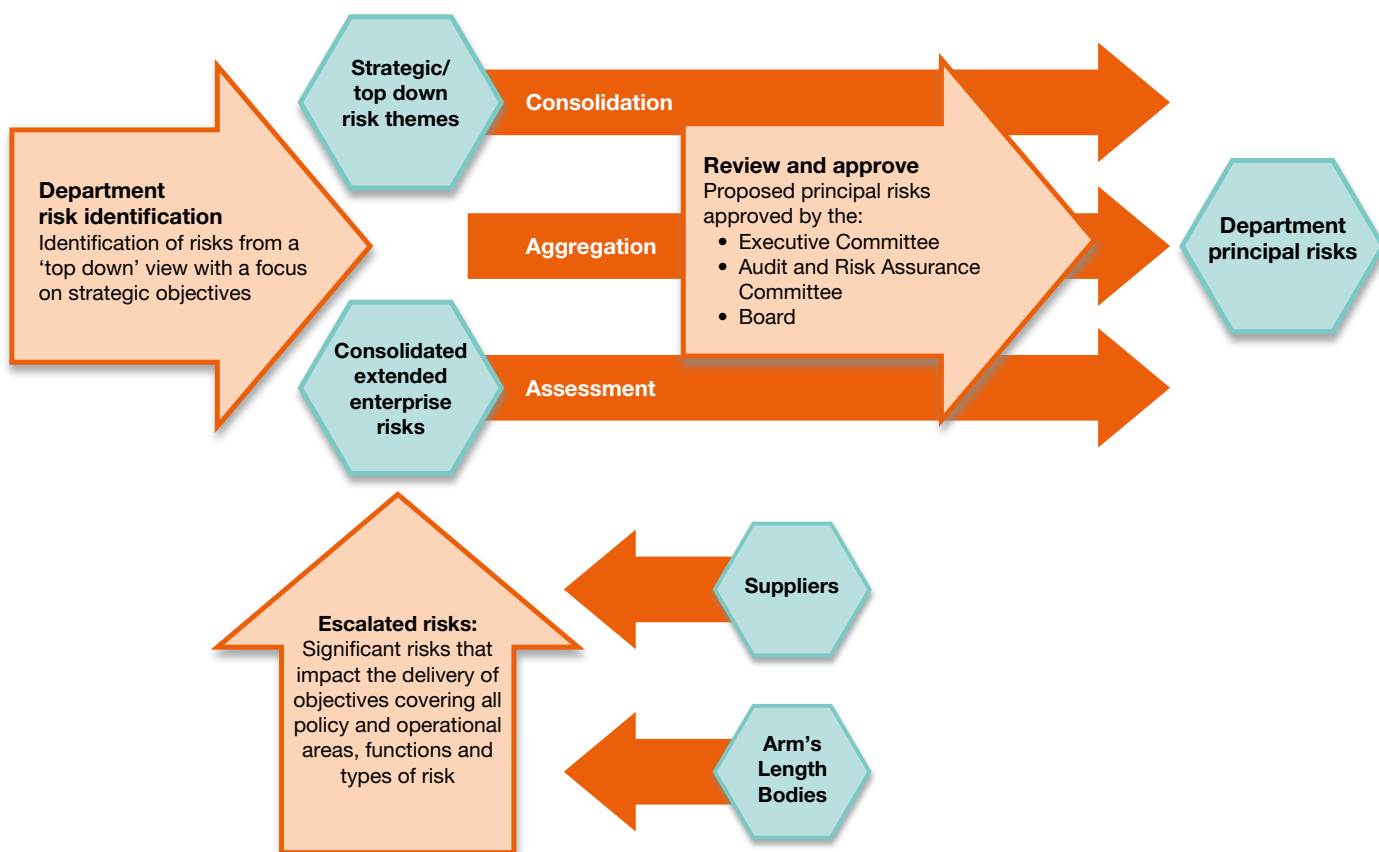 Strategic/
top down
risk themes
Consolidation
Department
risk identification
Identification of risks from a
‘top down’ view with a focus
on strategic objectives
Review and approve
Proposed principal risks
approved by the:
• Executive Committee
• Audit and Risk Assurance
Committee
• Board
Aggregation
Department
principal risks
Consolidated
extended
enterprise
risks
Assessment
Escalated risks:
Significant risks that
impact the delivery of
objectives covering all
policy and operational
areas, functions and
types of risk
Suppliers
Arm’s
Length
Bodies